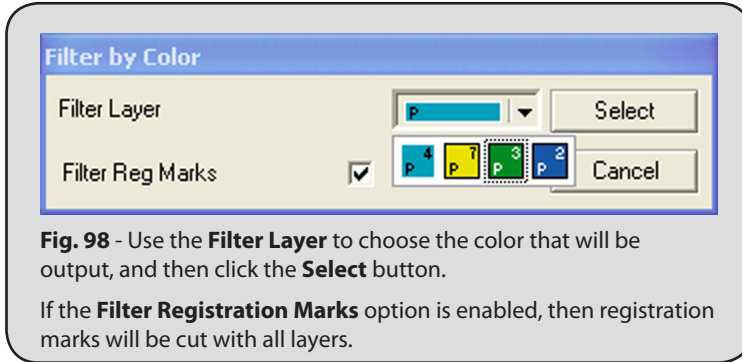 Filter by Color
Filter Layer
P
Select
Filter Reg Marks
P 4 P 7 P 3 P 2
Cancel
Fig. 98 - Use the Filter Layer to choose the color that will be
output, and then click the Select button.
If the Filter Registration Marks option is enabled, then registration
marks will be cut with all layers.